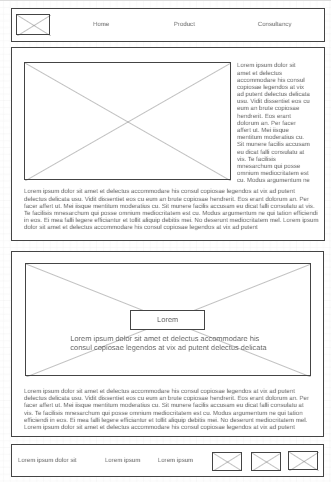 Home Product Consultancy
Lorem ipsum dolor sit
amet et delectus
accommodare his consul
copiosae legendos at vix
ad putent delectus delicata
usu. Vidit dissentiet eos cu
eum an brute copiosae
hendrerit. Eos erant
dolorum an. Per facer
affert ut. Mei iisque
mentitum moderatius cu.
Sit munere facilis accusam
eu dicat falli consulatu at
vis. Te facilisis
mnesarchum qui posse
omnium mediocritatem est
cu. Modus argumentum ne
Lorem ipsum dolor sit amet et delectus accommodare his consul copiosae legendos at vix ad putent
delectus delicata usu. Vidit dissentiet eos cu eum an brute copiosae hendrerit. Eos erant dolorum an. Per
facer affert ut. Mei iisque mentitum moderatius cu. Sit munere facilis accusam eu dicat falli consulatu at vis.
Te facilisis mnesarchum qui posse omnium mediocritatem est cu. Modus argumentum ne qui tation efficiendi
in eos. Ei mea falli legere efficiantur et tollit aliquip debitis mei. No deserunt mediocritatem mel. Lorem ipsum
dolor sit amet et delectus accommodare his consul copiosae legendos at vix ad putent
Lorem
Lorem ipsum dolor sit amet et delectus accommodare his
consul copiosae legendos at vix ad putent delectus delicata
Lorem ipsum dolor sit amet et delectus accommodare his consul copiosae legendos at vix ad putent
delectus delicata usu. Vidit dissentiet eos cu eum an brute copiosae hendrerit. Eos erant dolorum an. Per
facer affert ut. Mei iisque mentitum moderatius cu. Sit munere facilis accusam eu dicat falli consulatu at
vis. Te facilisis mnesarchum qui posse omnium mediocritatem est cu. Modus argumentum ne qui tation
efficiendi in eos. Ei mea falli legere efficiantur et tollit aliquip debitis mei. No deserunt mediocritatem mel.
Lorem ipsum dolor sit amet et delectus accommodare his consul copiosae legendos at vix ad putent
Lorem ipsum dolor sit Lorem ipsum Lorem ipsum